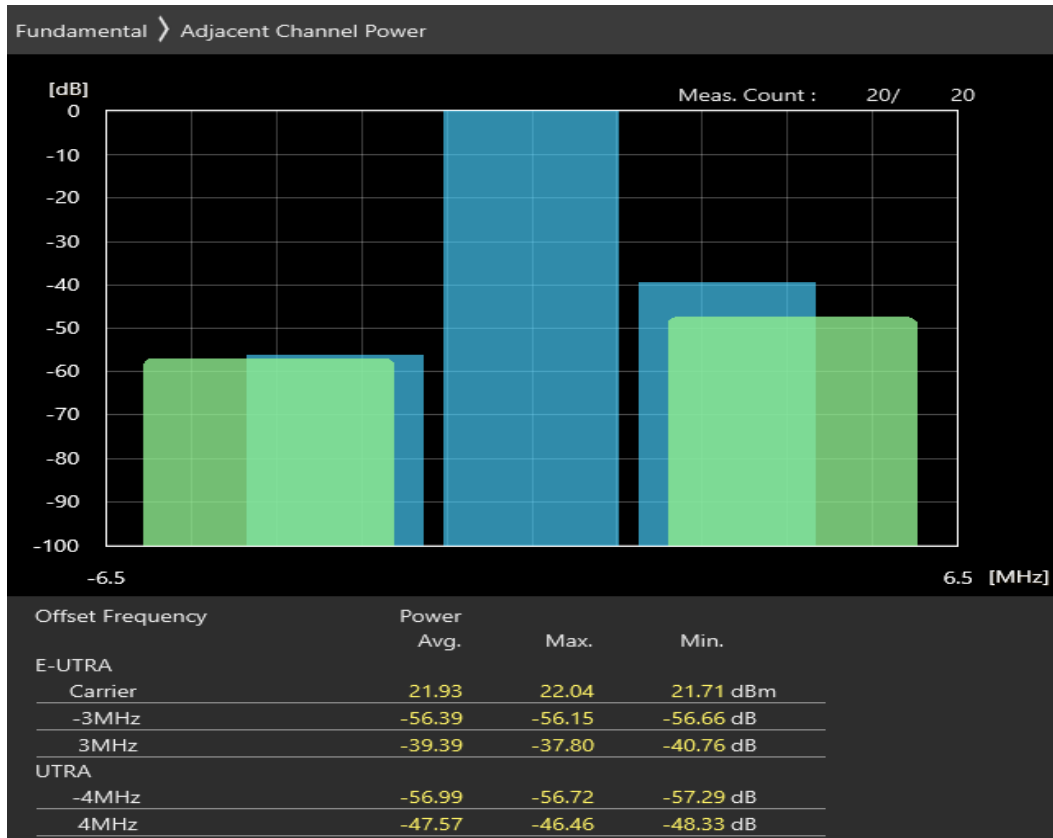 Fundamental 〉 Adjacent Channel Power
[dB]
Meas. Count : 20/ 20
0
-10
-20
-30
-40
-50
-60
-70
-80
-90
-100
-6.5 6.5 [MHz]
Offset Frequency Power
Avg. Max. Min.
E-UTRA
Carrier 21.93 22.04 21.71 dBm
-3MHz -56.39 -56.15 -56.66 dB
3MHz -39.39 -37.80 -40.76 dB
UTRA
-4MHz -56.99 -56.72 -57.29 dB
4MHz -47.57 -46.46 -48.33 dB